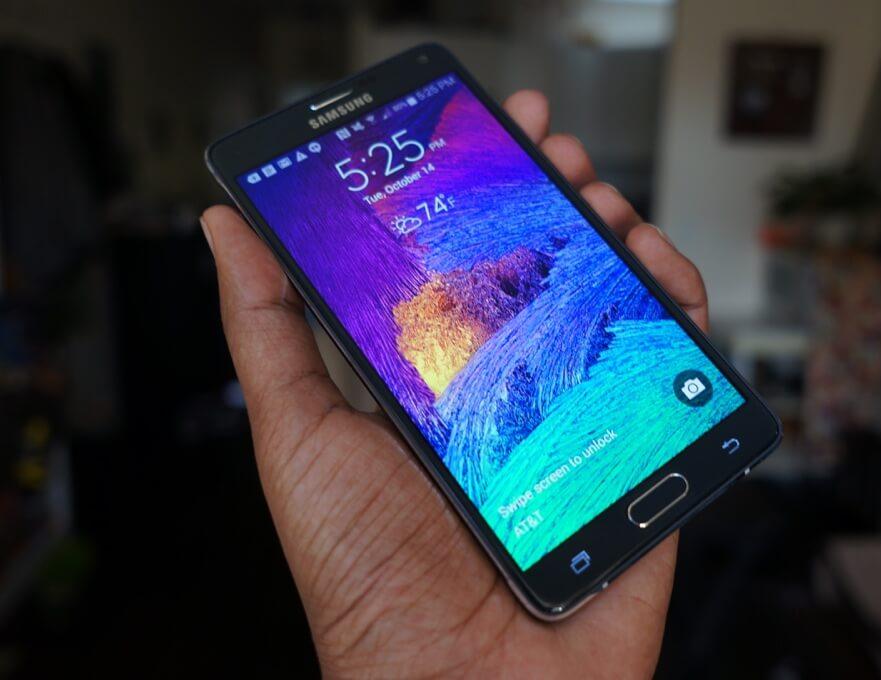 SAMSUNG
5:25 PM
5:25 PM
Tue, October 14
74°F
Swipe screen to unlock
AT&T